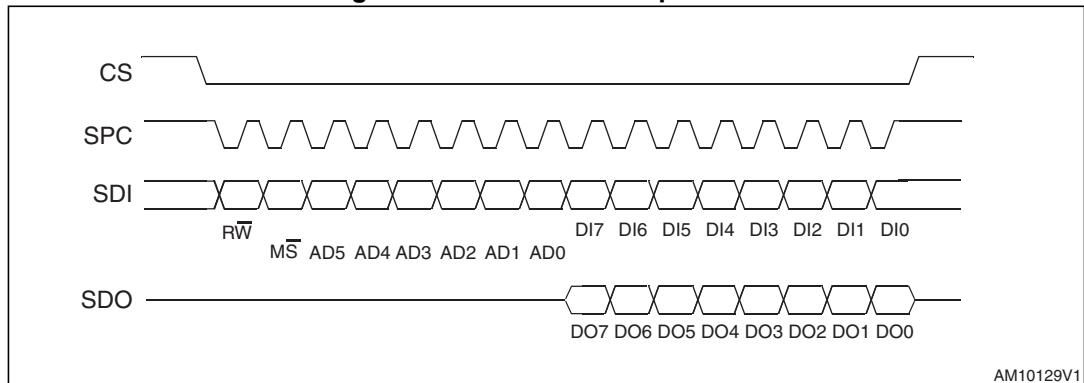 CS
SPC
SDI
RW̅ DI7 DI6 DI5 DI4 DI3 DI2 DI1 DI0
MS̅ AD5 AD4 AD3 AD2 AD1 AD0
SDO
DO7 DO6 DO5 DO4 DO3 DO2 DO1 DO0
AM10129V1